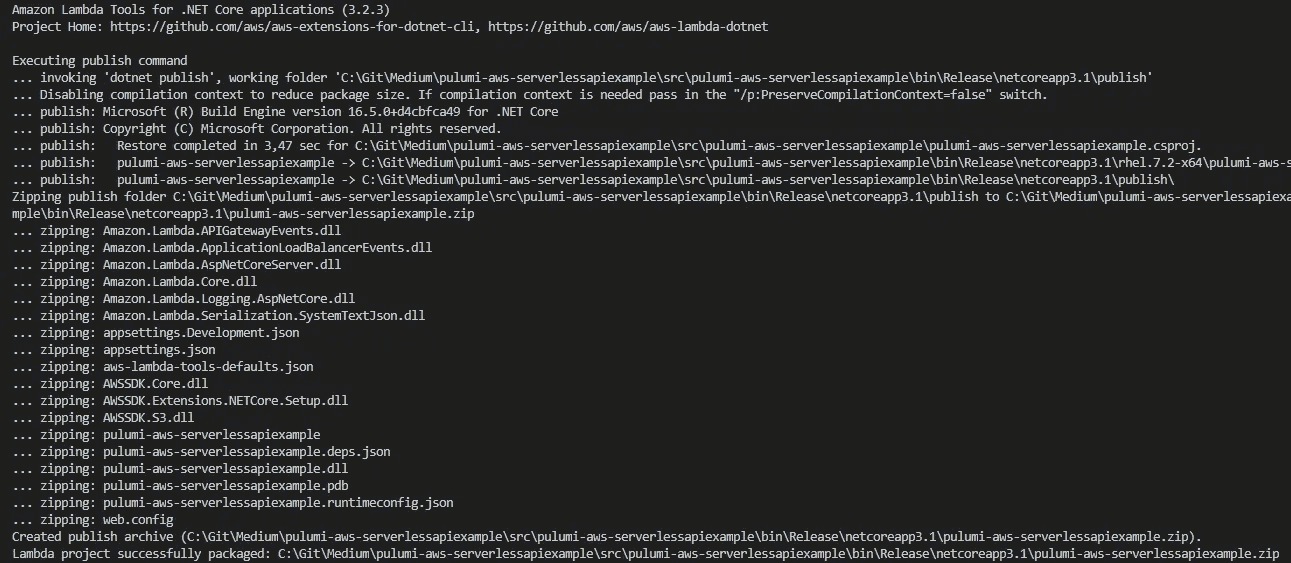 Amazon Lambda Tools for .NET Core applications (3.2.3)
Project Home: https://github.com/aws/aws-extensions-for-dotnet-cli, https://github.com/aws/aws-lambda-dotnet
Executing publish command
... invoking 'dotnet publish', working folder 'C:\Git\Medium\pulumi-aws-serverlessapiexample\src\pulumi-aws-serverlessapiexample\bin\Release\netcoreapp3.1\publish'
... Disabling compilation context to reduce package size. If compilation context is needed pass in the "/p:PreserveCompilationContext=false" switch.
... publish: Microsoft (R) Build Engine version 16.5.0+d4cbfca49 for .NET Core
... publish: Copyright (C) Microsoft Corporation. All rights reserved.
... publish:   Restore completed in 3,47 sec for C:\Git\Medium\pulumi-aws-serverlessapiexample\src\pulumi-aws-serverlessapiexample\pulumi-aws-serverlessapiexample.csproj.
... publish:   pulumi-aws-serverlessapiexample -> C:\Git\Medium\pulumi-aws-serverlessapiexample\src\pulumi-aws-serverlessapiexample\bin\Release\netcoreapp3.1\rhel.7.2-x64\pulumi-aws-s
... publish:   pulumi-aws-serverlessapiexample -> C:\Git\Medium\pulumi-aws-serverlessapiexample\src\pulumi-aws-serverlessapiexample\bin\Release\netcoreapp3.1\publish\
Zipping publish folder C:\Git\Medium\pulumi-aws-serverlessapiexample\src\pulumi-aws-serverlessapiexample\bin\Release\netcoreapp3.1\publish to C:\Git\Medium\pulumi-aws-serverlessapiexa
mple\bin\Release\netcoreapp3.1\pulumi-aws-serverlessapiexample.zip
... zipping: Amazon.Lambda.APIGatewayEvents.dll
... zipping: Amazon.Lambda.ApplicationLoadBalancerEvents.dll
... zipping: Amazon.Lambda.AspNetCoreServer.dll
... zipping: Amazon.Lambda.Core.dll
... zipping: Amazon.Lambda.Logging.AspNetCore.dll
... zipping: Amazon.Lambda.Serialization.SystemTextJson.dll
... zipping: appsettings.Development.json
... zipping: appsettings.json
... zipping: aws-lambda-tools-defaults.json
... zipping: AWSSDK.Core.dll
... zipping: AWSSDK.Extensions.NETCore.Setup.dll
... zipping: AWSSDK.S3.dll
... zipping: pulumi-aws-serverlessapiexample
... zipping: pulumi-aws-serverlessapiexample.deps.json
... zipping: pulumi-aws-serverlessapiexample.dll
... zipping: pulumi-aws-serverlessapiexample.pdb
... zipping: pulumi-aws-serverlessapiexample.runtimeconfig.json
... zipping: web.config
Created publish archive (C:\Git\Medium\pulumi-aws-serverlessapiexample\src\pulumi-aws-serverlessapiexample\bin\Release\netcoreapp3.1\pulumi-aws-serverlessapiexample.zip).
Lambda project successfully packaged: C:\Git\Medium\pulumi-aws-serverlessapiexample\src\pulumi-aws-serverlessapiexample\bin\Release\netcoreapp3.1\pulumi-aws-serverlessapiexample.zip